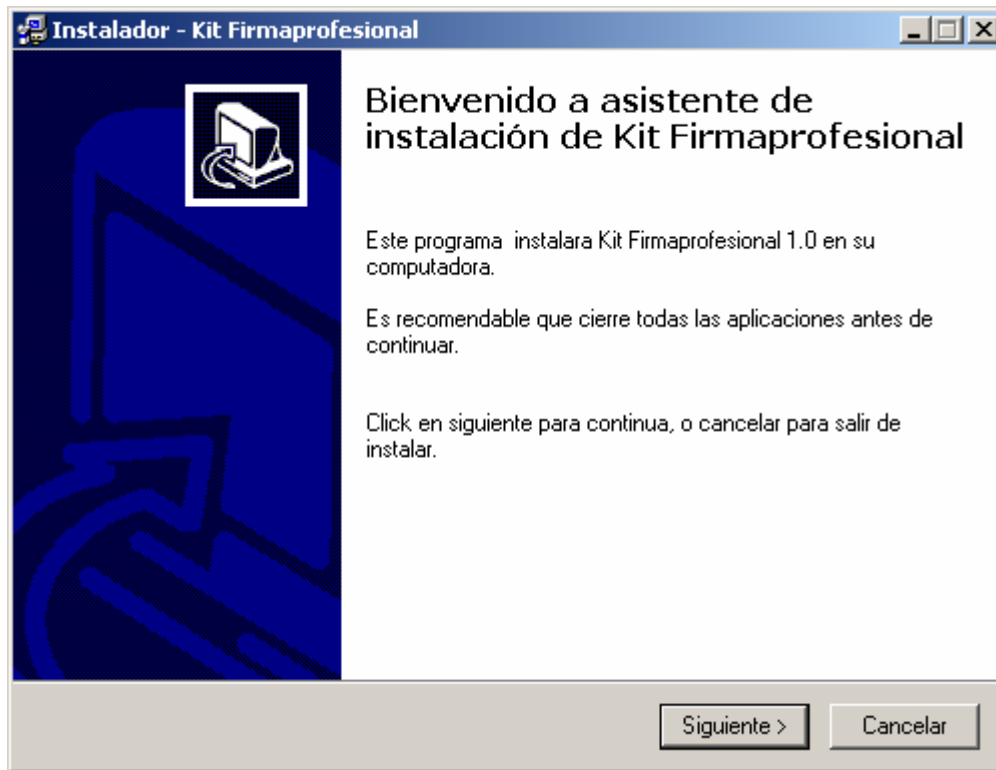 Instalador - Kit Firmaprofesional
Bienvenido a asistente de
instalación de Kit Firmaprofesional
Este programa  instalara Kit Firmaprofesional 1.0 en su
computadora.
Es recomendable que cierre todas las aplicaciones antes de
continuar.
Click en siguiente para continua, o cancelar para salir de
instalar.
Siguiente >
Cancelar